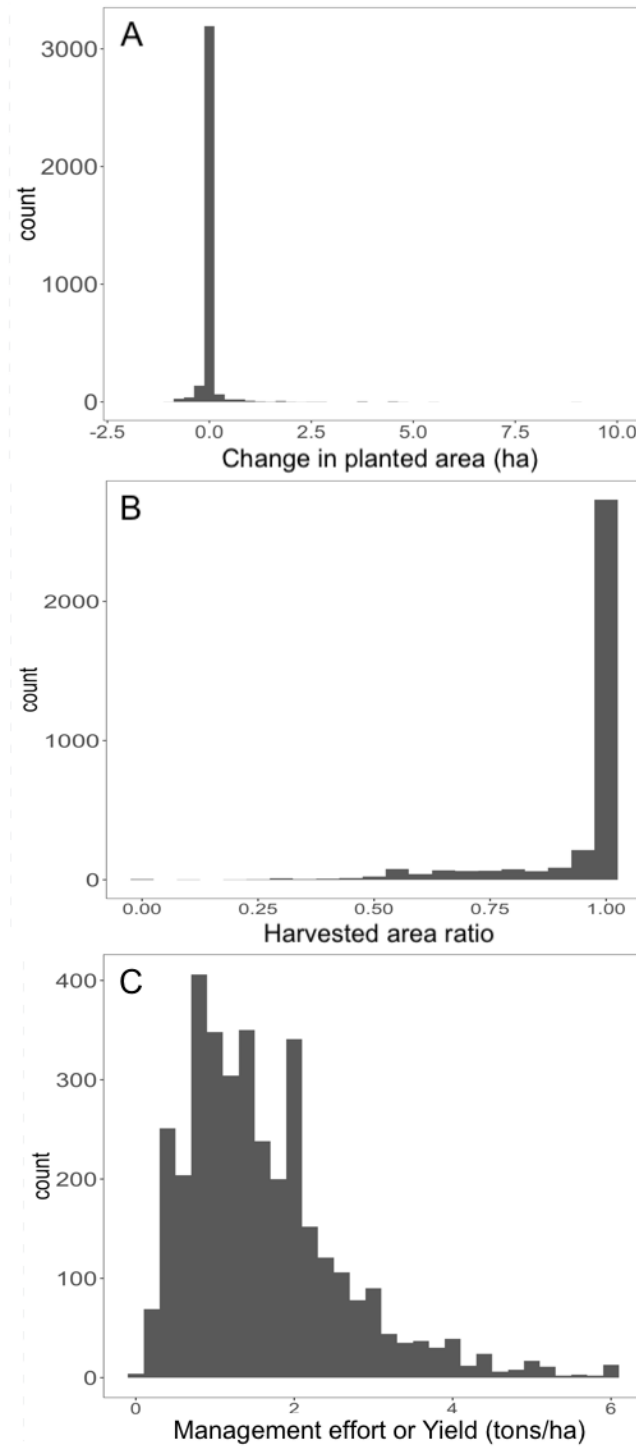 A
3000
2000
1000
0
count
-2.5 0.0 2.5 5.0 7.5 10.0
Change in planted area (ha)
B
2000
1000
0
count
0.00 0.25 0.50 0.75 1.00
Harvested area ratio
C
400
300
200
100
0
count
0 2 4 6
Management effort or Yield (tons/ha)